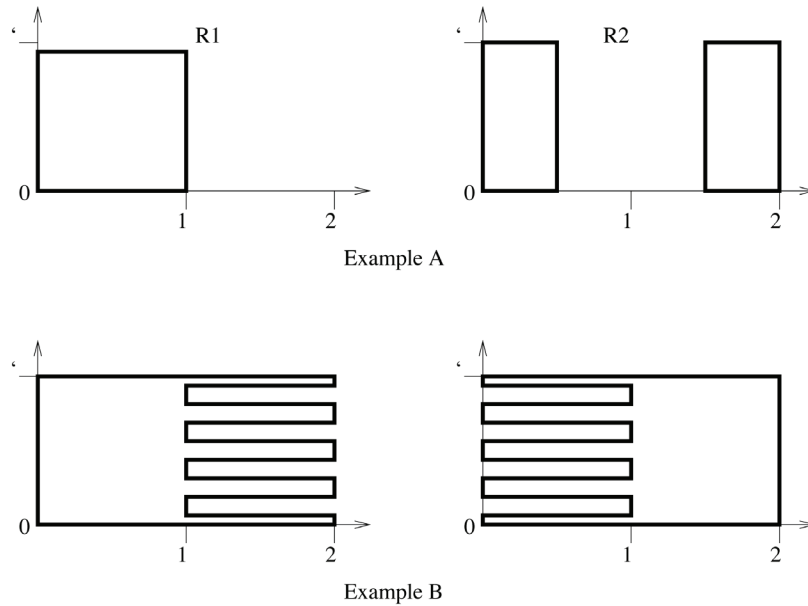 ‘ R1 ‘ R2
0 0
1 2 1 2
Example A
‘ ‘
0 0
1 2 1 2
Example B